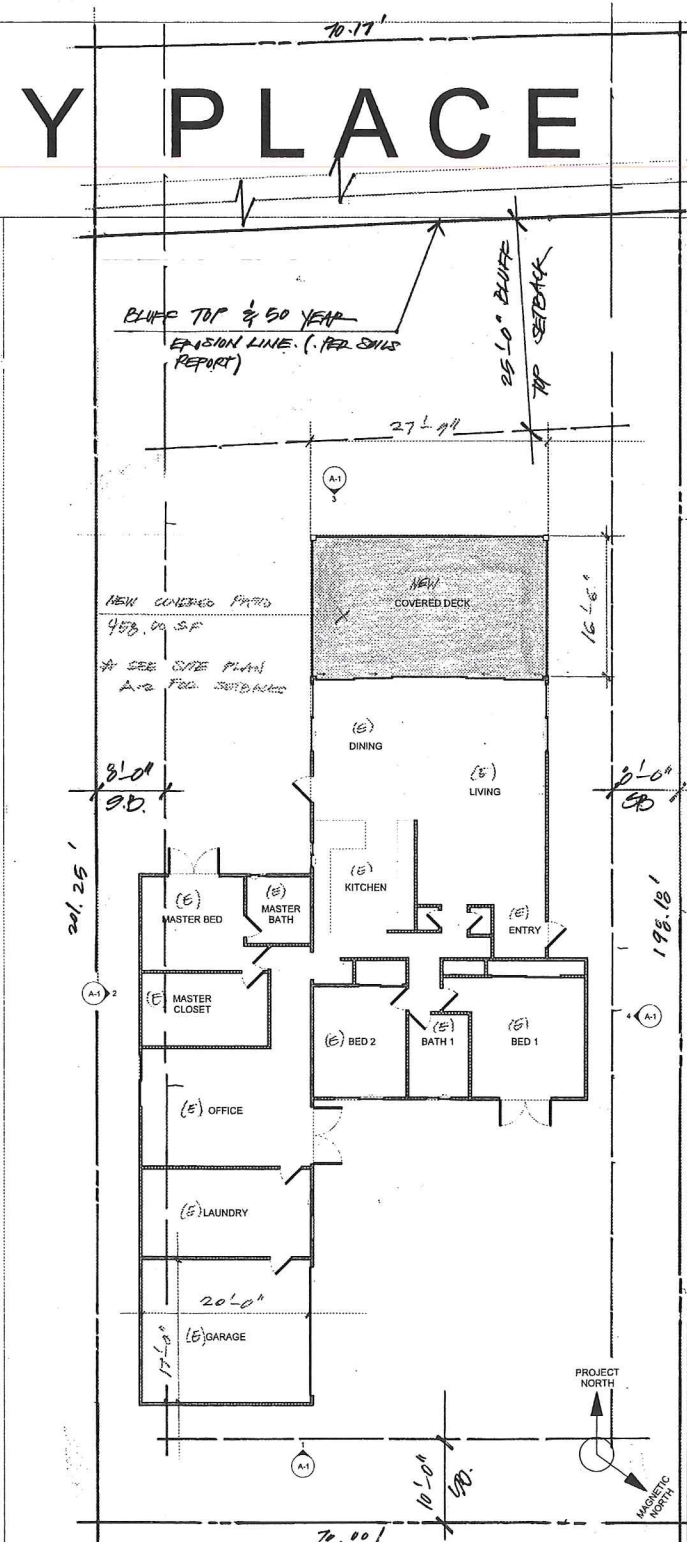 70.17'
Y PLACE
BLUFF TOP & 50 YEAR
EROSION LINE. (PER SOILS
REPORT)
25'-0" BLUFF
TOP SETBACK
27'-9"
A-1
3
NEW
COVERED DECK
16'-6"
NEW COVERED PATIO
458.00 SF
* SEE SITE PLAN
FOR SETBACKS
(E)
DINING
(E)
LIVING
8'-0"
S.B.
8'-0"
SB
(E)
KITCHEN
201.25'
(E)
MASTER BED
(E)
MASTER
BATH
(E)
ENTRY
198.18'
A-1 2
(E) MASTER
CLOSET
(E) BED 2
(E)
BATH 1
(E)
BED 1
4 A-1
(E) OFFICE
(E) LAUNDRY
20'-0"
17'-0"
(E) GARAGE
PROJECT
NORTH
1
A-1
10'-0"
SB.
MAGNETIC
NORTH
70.00'